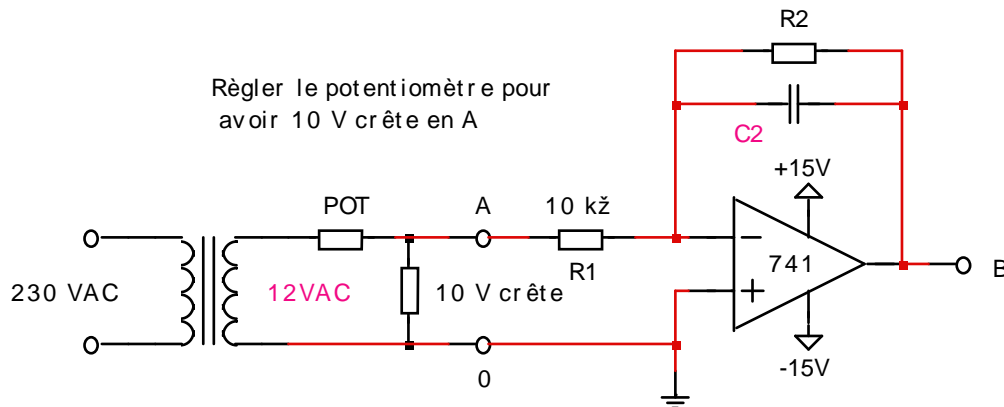 R2
Règler le potentiomètre pour
avoir 10 V crête en A
C2
+15V
POT
A
10 kž
741
R1
B
230 VAC
12VAC
10 V crête
-15V
0